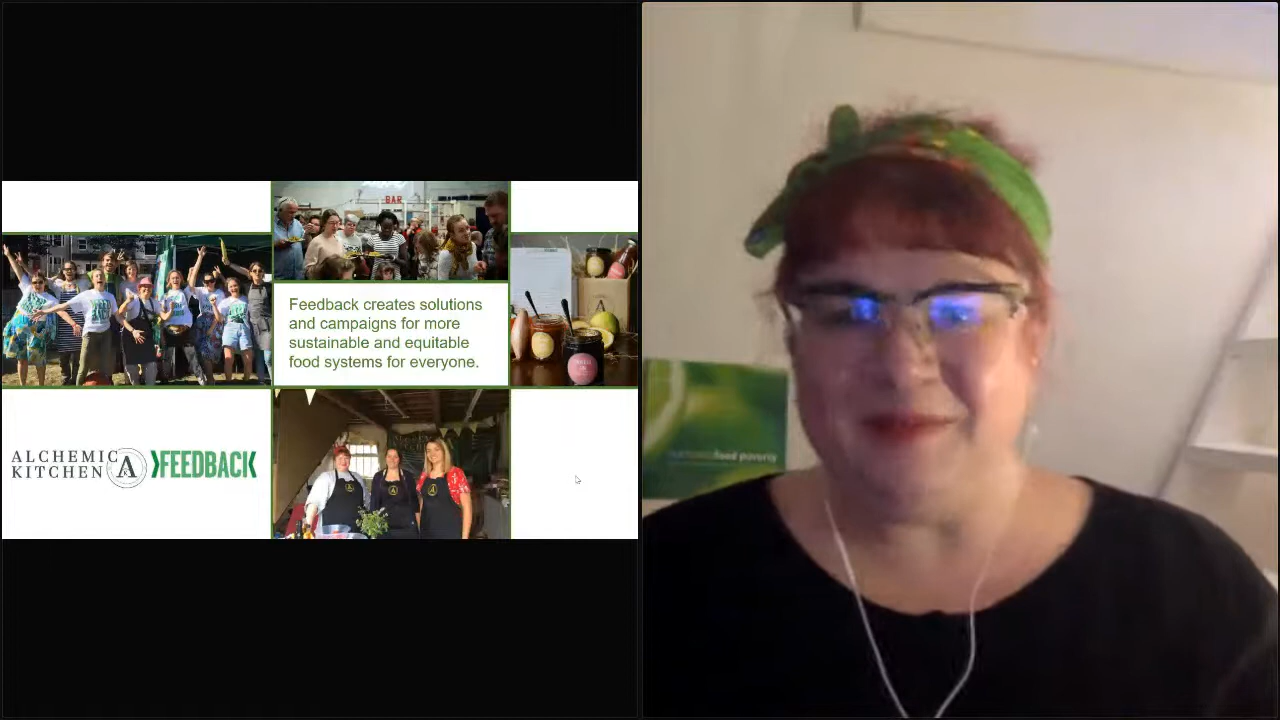 BAR
Feedback creates solutions
and campaigns for more
sustainable and equitable
food systems for everyone.
ALCHEMIC
KITCHEN
A
FEEDBACK
food poverty